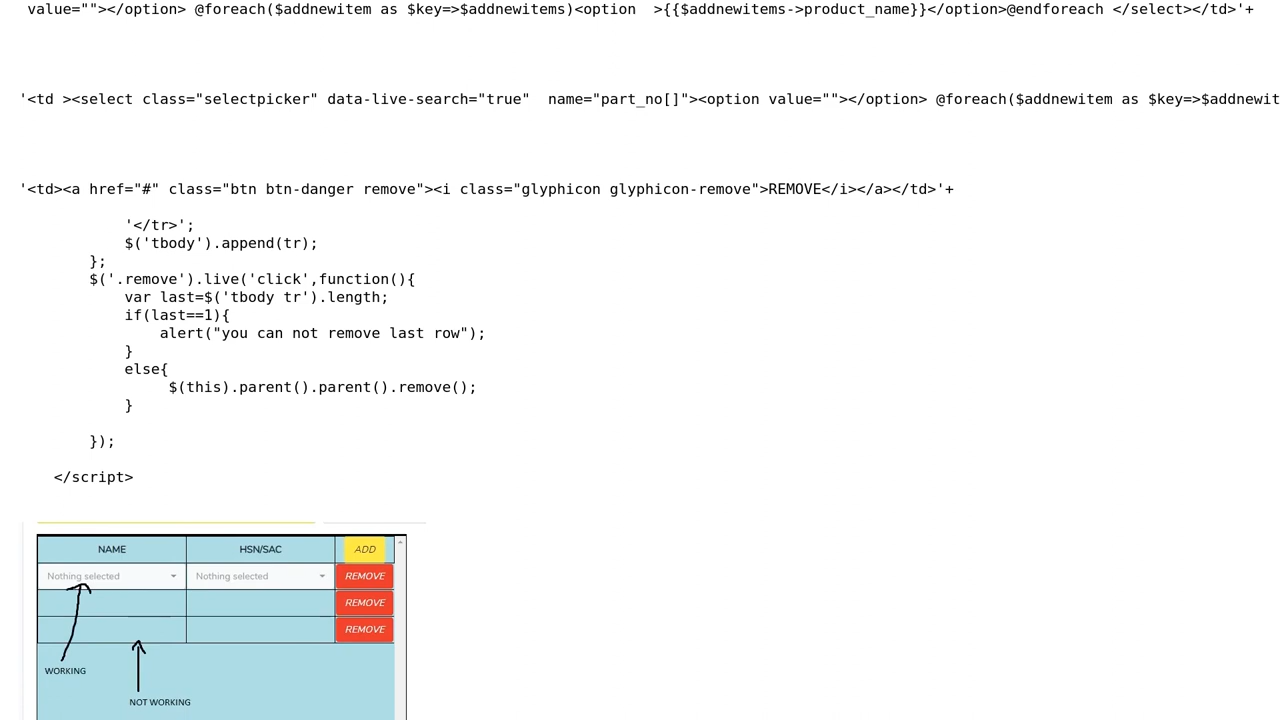 value=""></option> @foreach($addnewitem as $key=>$addnewitems)<option  >{{$addnewitems->product_name}}</option>@endforeach </select></td>'+
'<td ><select class="selectpicker" data-live-search="true"  name="part_no[]"><option value=""></option> @foreach($addnewitem as $key=>$addnewit
'<td><a href="#" class="btn btn-danger remove"><i class="glyphicon glyphicon-remove">REMOVE</i></a></td>'+
'</tr>';
$('tbody').append(tr);
};
$('.remove').live('click',function(){
var last=$('tbody tr').length;
if(last==1){
alert("you can not remove last row");
}
else{
$(this).parent().parent().remove();
}
});
</script>
NAME HSN/SAC ADD
Nothing selected Nothing selected REMOVE
REMOVE
REMOVE
WORKING
NOT WORKING